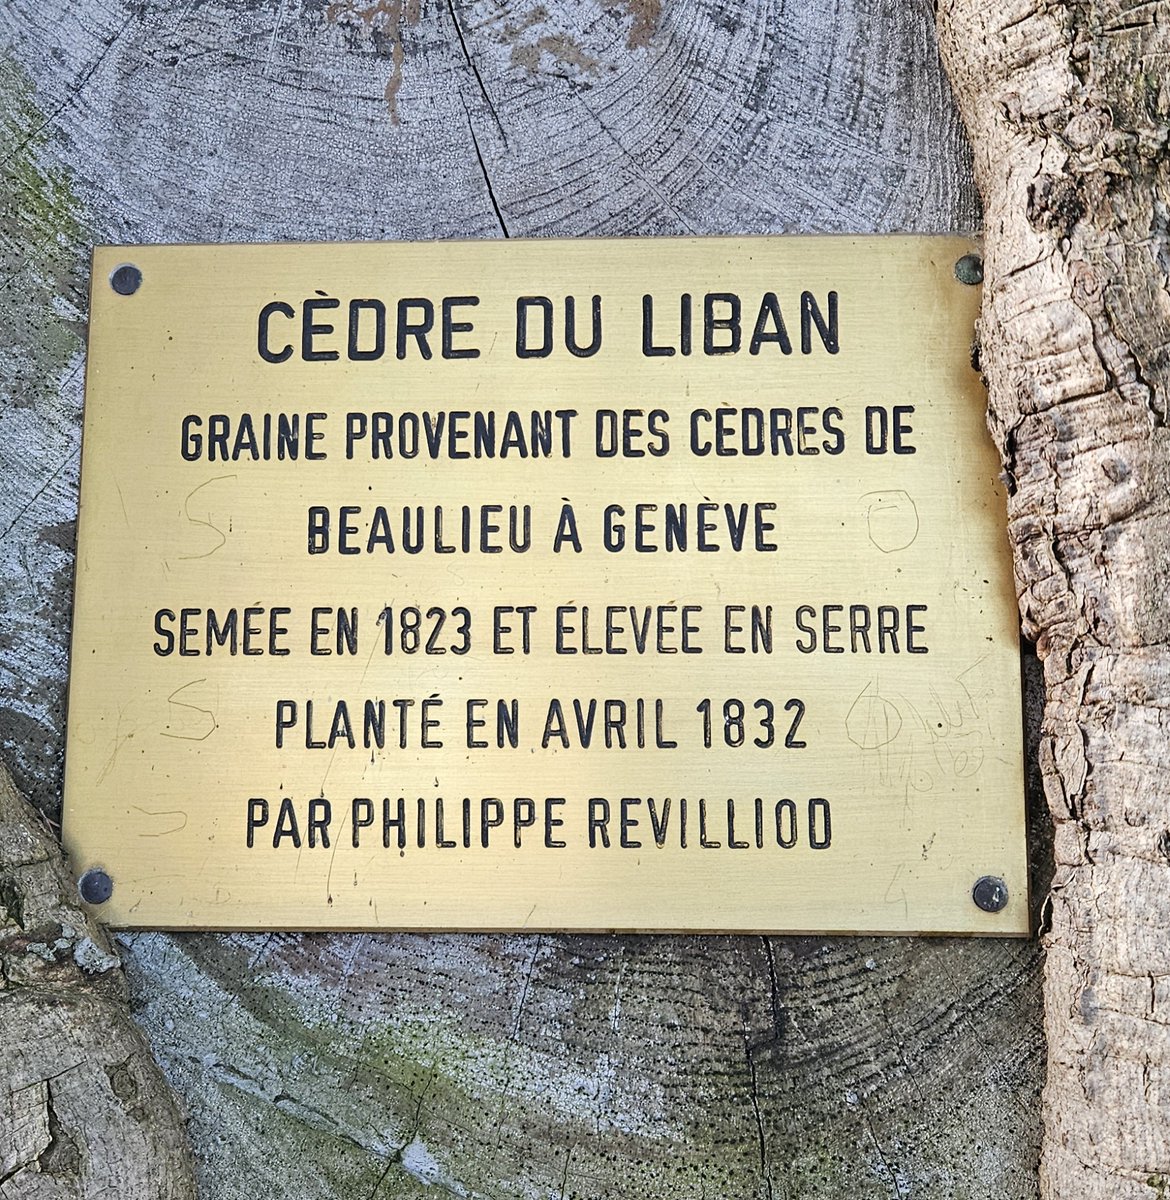 CÈDRE DU LIBAN
GRAINE PROVENANT DES CEDRES DE
BEAULIEU À GENÈVE
SEMÉE EN 1823 ET ÉLEVÉE EN SERRE
PLANTÉ EN AVRIL 1832
PAR PHILIPPE REVILLIOD